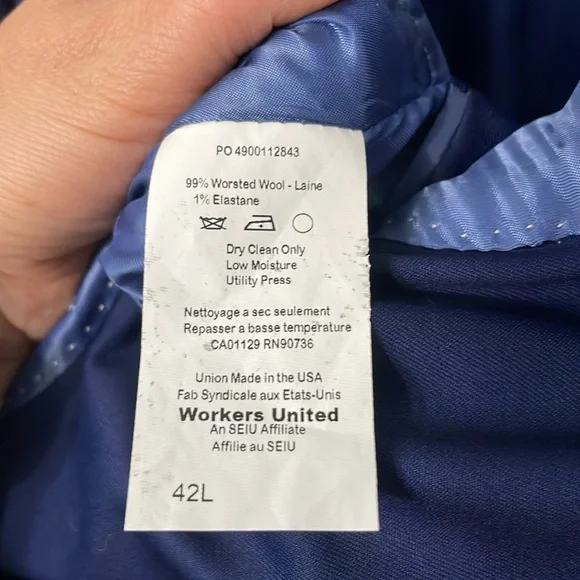 PO 4900112843
99% Worsted Wool - Laine
1% Elastane
Dry Clean Only
Low Moisture
Utility Press
Nettoyage a sec seulement
Repasser a basse température
CA01129 RN90736
Union Made in the USA
Fab Syndicale aux Etats-Unis
Workers United
An SEIU Affiliate
Affilie au SEIU
42L